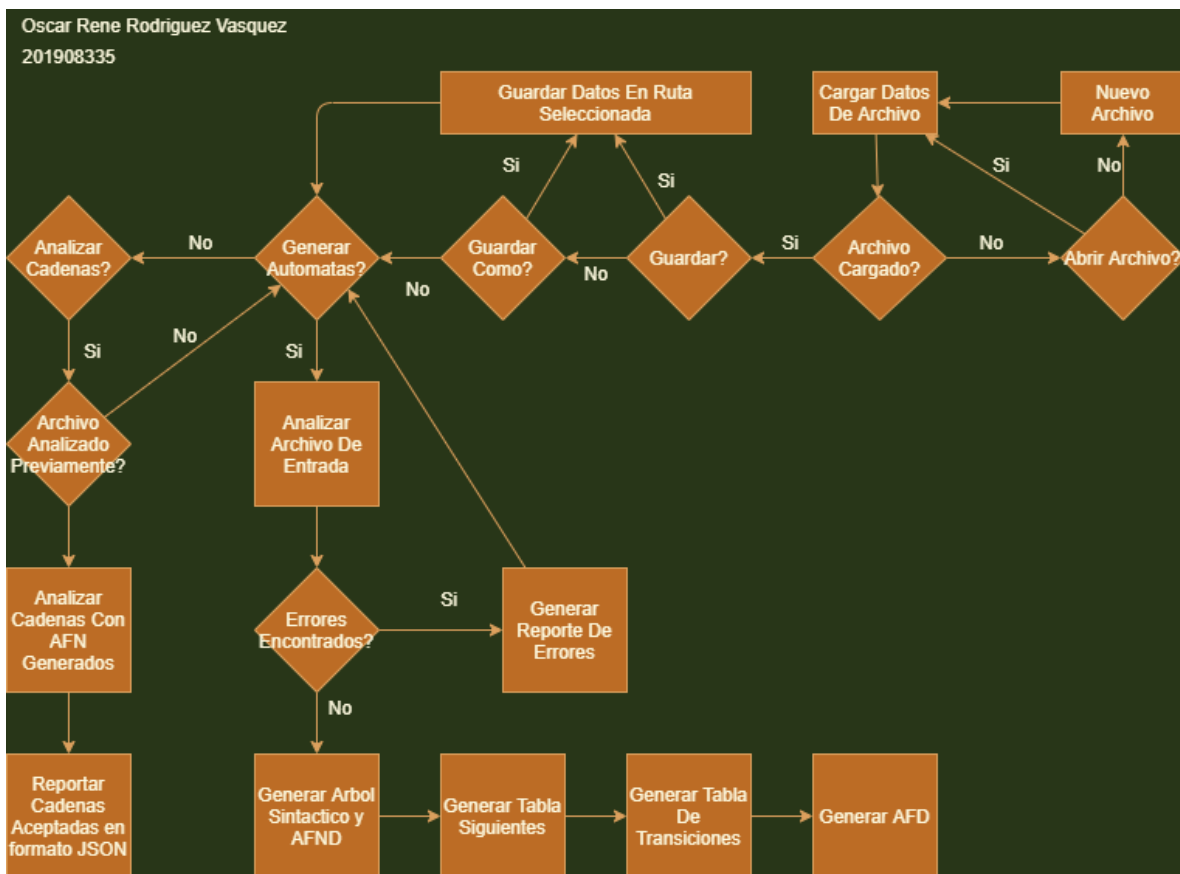 Oscar Rene Rodriguez Vasquez
201908335
Guardar Datos En Ruta
Seleccionada
Cargar Datos
De Archivo
Nuevo
Archivo
Si
Si
Si
No
Analizar
Cadenas?
No
Generar
Automatas?
No
Guardar
Como?
No
Guardar?
Si
Archivo
Cargado?
No
Abrir Archivo?
Si
No
Si
Archivo
Analizado
Previamente?
Analizar
Archivo De
Entrada
Analizar
Cadenas Con
AFN
Generados
Errores
Encontrados?
Si
Generar
Reporte De
Errores
No
Reportar
Cadenas
Aceptadas en
formato JSON
Generar Arbol
Sintactico y
AFND
Generar Tabla
Siguientes
Generar Tabla
De
Transiciones
Generar AFD